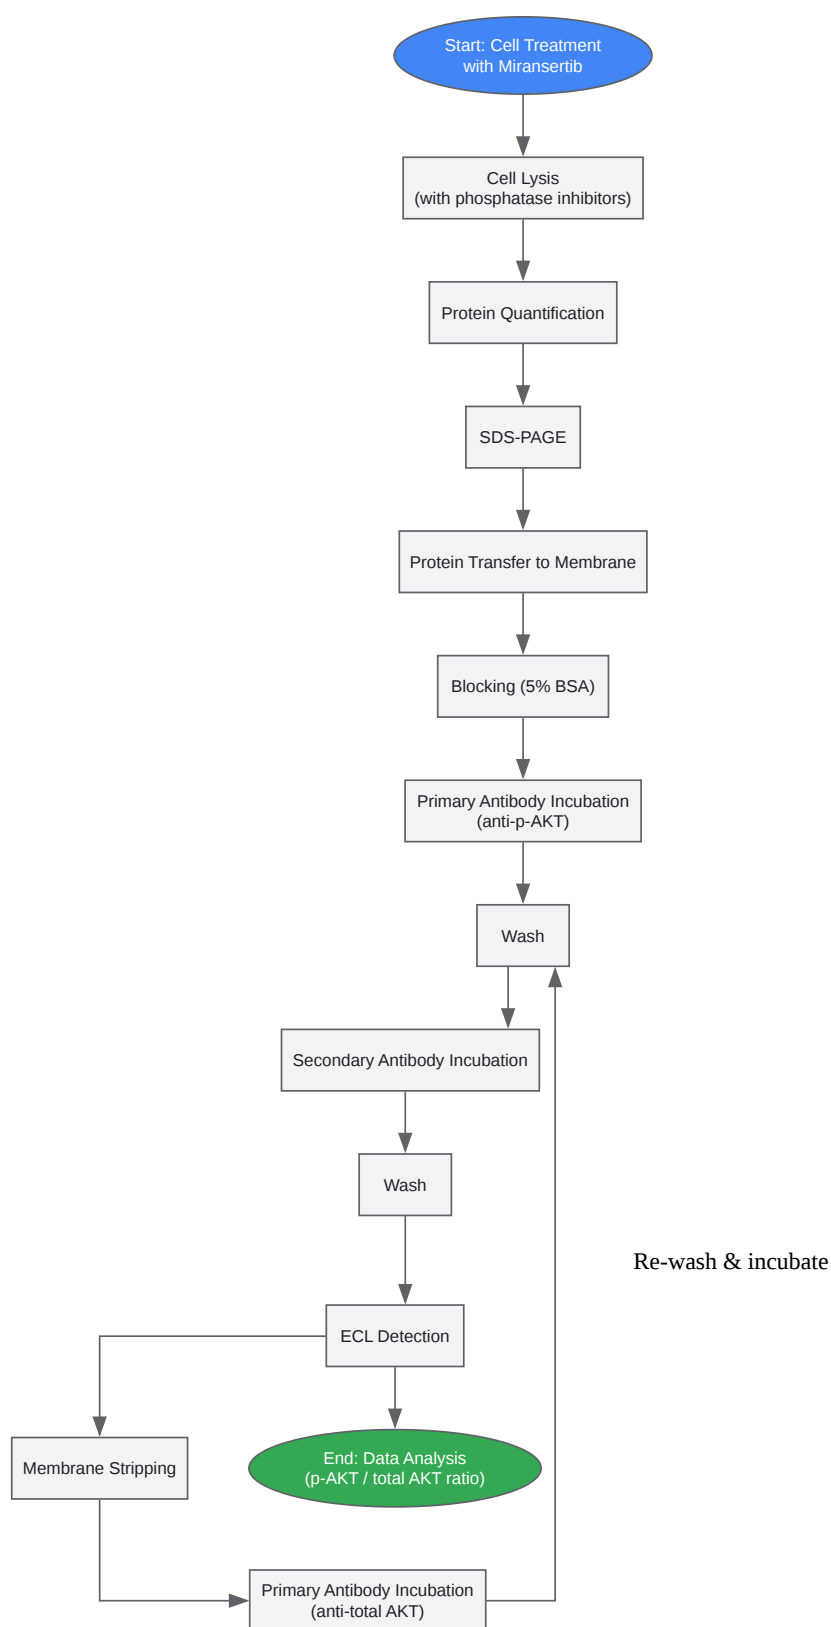 Start: Cell Treatment
with Miransertib
Cell Lysis
(with phosphatase inhibitors)
Protein Quantification
SDS-PAGE
Protein Transfer to Membrane
Blocking (5% BSA)
Primary Antibody Incubation
(anti-p-AKT)
Wash
Secondary Antibody Incubation
Wash
Re-wash & incubate
ECL Detection
End: Data Analysis
(p-AKT / total AKT ratio)
Membrane Stripping
Primary Antibody Incubation
(anti-total AKT)